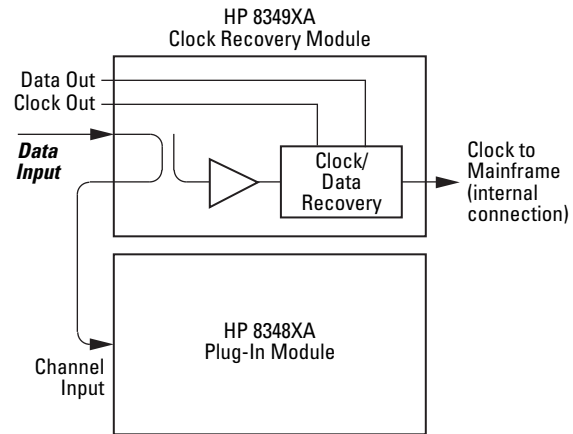 HP 8349XA
Clock Recovery Module
Data Out
Clock Out
Data
Input
Clock/
Data
Recovery
Clock to
Mainframe
(internal
connection)
HP 8348XA
Plug-In Module
Channel
Input